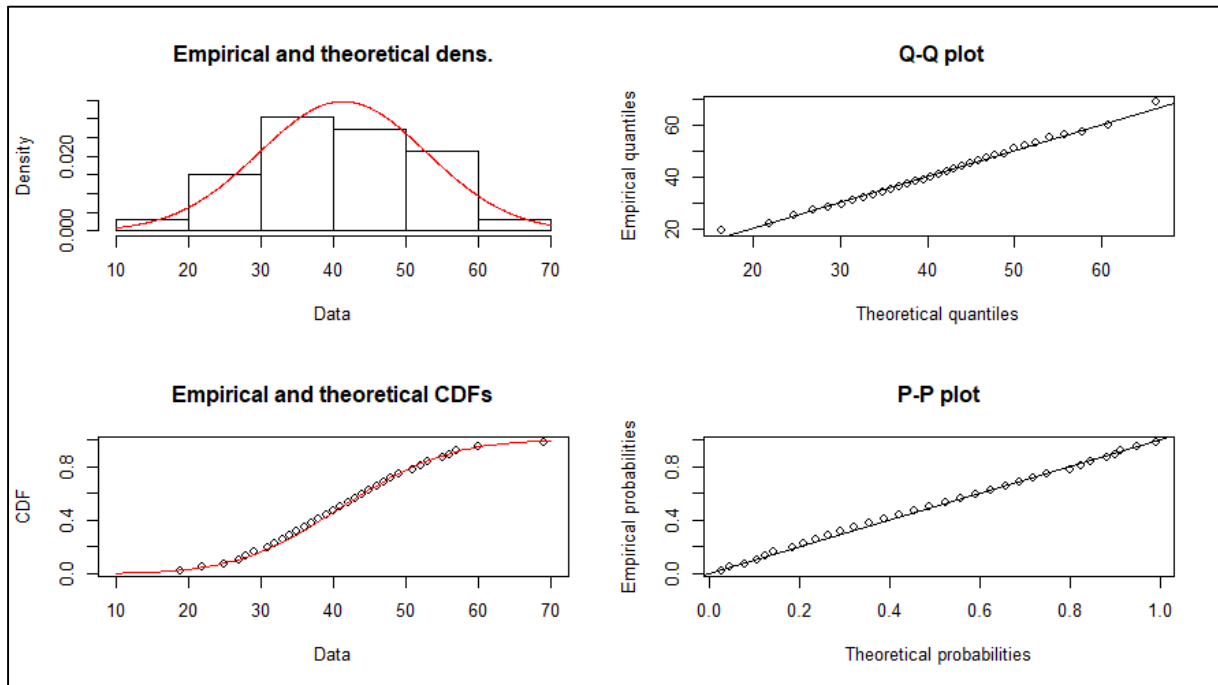 Empirical and theoretical dens.
Density
0.000 0.020
10 20 30 40 50 60 70
Data
Q-Q plot
Empirical quantiles
20 40 60
20 30 40 50 60
Theoretical quantiles
Empirical and theoretical CDFs
CDF
0.0 0.4 0.8
10 20 30 40 50 60 70
Data
P-P plot
Empirical probabilities
0.0 0.4 0.8
0.0 0.2 0.4 0.6 0.8 1.0
Theoretical probabilities